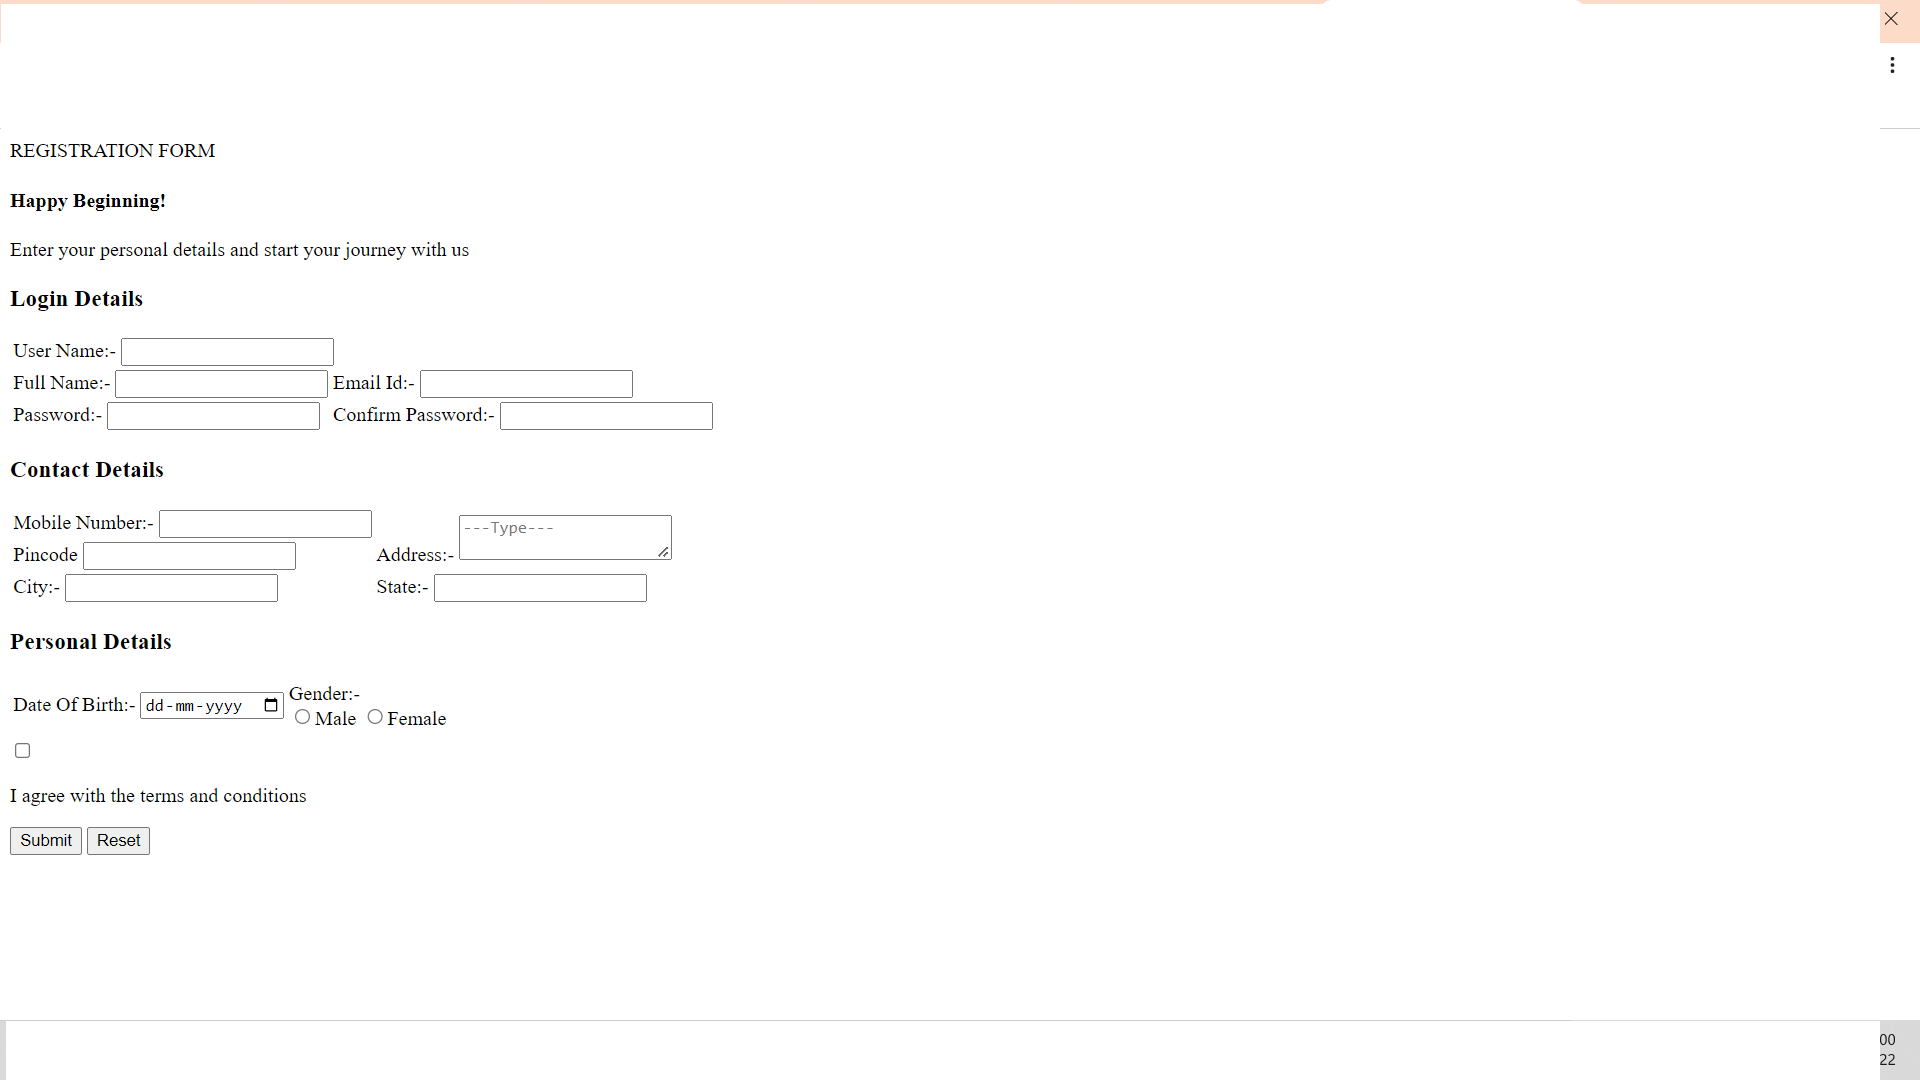 REGISTRATION FORM
Happy Beginning!
Enter your personal details and start your journey with us
Login Details
User Name:-
Full Name:- Email Id:-
Password:- Confirm Password:-
Contact Details
Mobile Number:-
---Type---
Pincode Address:-
City:- State:-
Personal Details
Gender:-
Date Of Birth:- dd-mm-yyyy
Male Female
I agree with the terms and conditions
Submit Reset
00
22